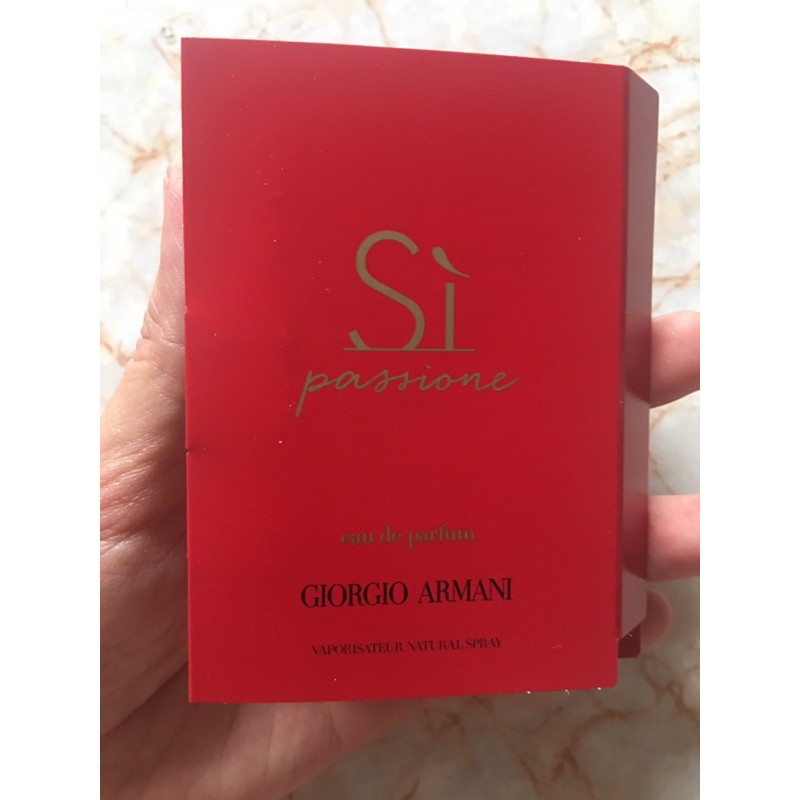 Sì
passione
eau de parfum
GIORGIO ARMANI
VAPORISATEUR NATURAL SPRAY